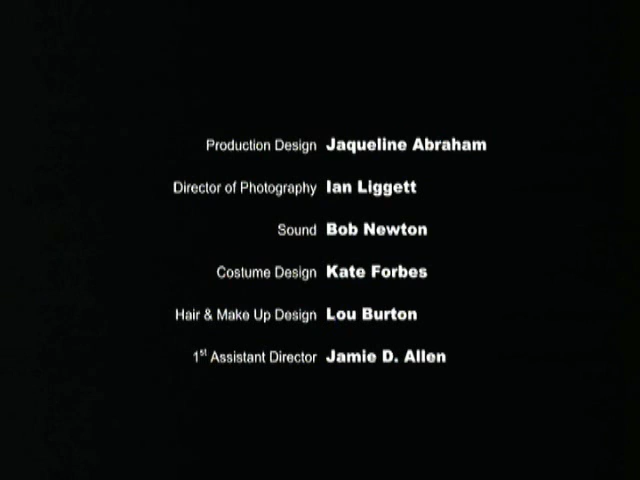 Production Design Jaqueline Abraham
Director of Photography Ian Liggett
Sound Bob Newton
Costume Design Kate Forbes
Hair & Make Up Design Lou Burton
1st Assistant Director Jamie D. Allen